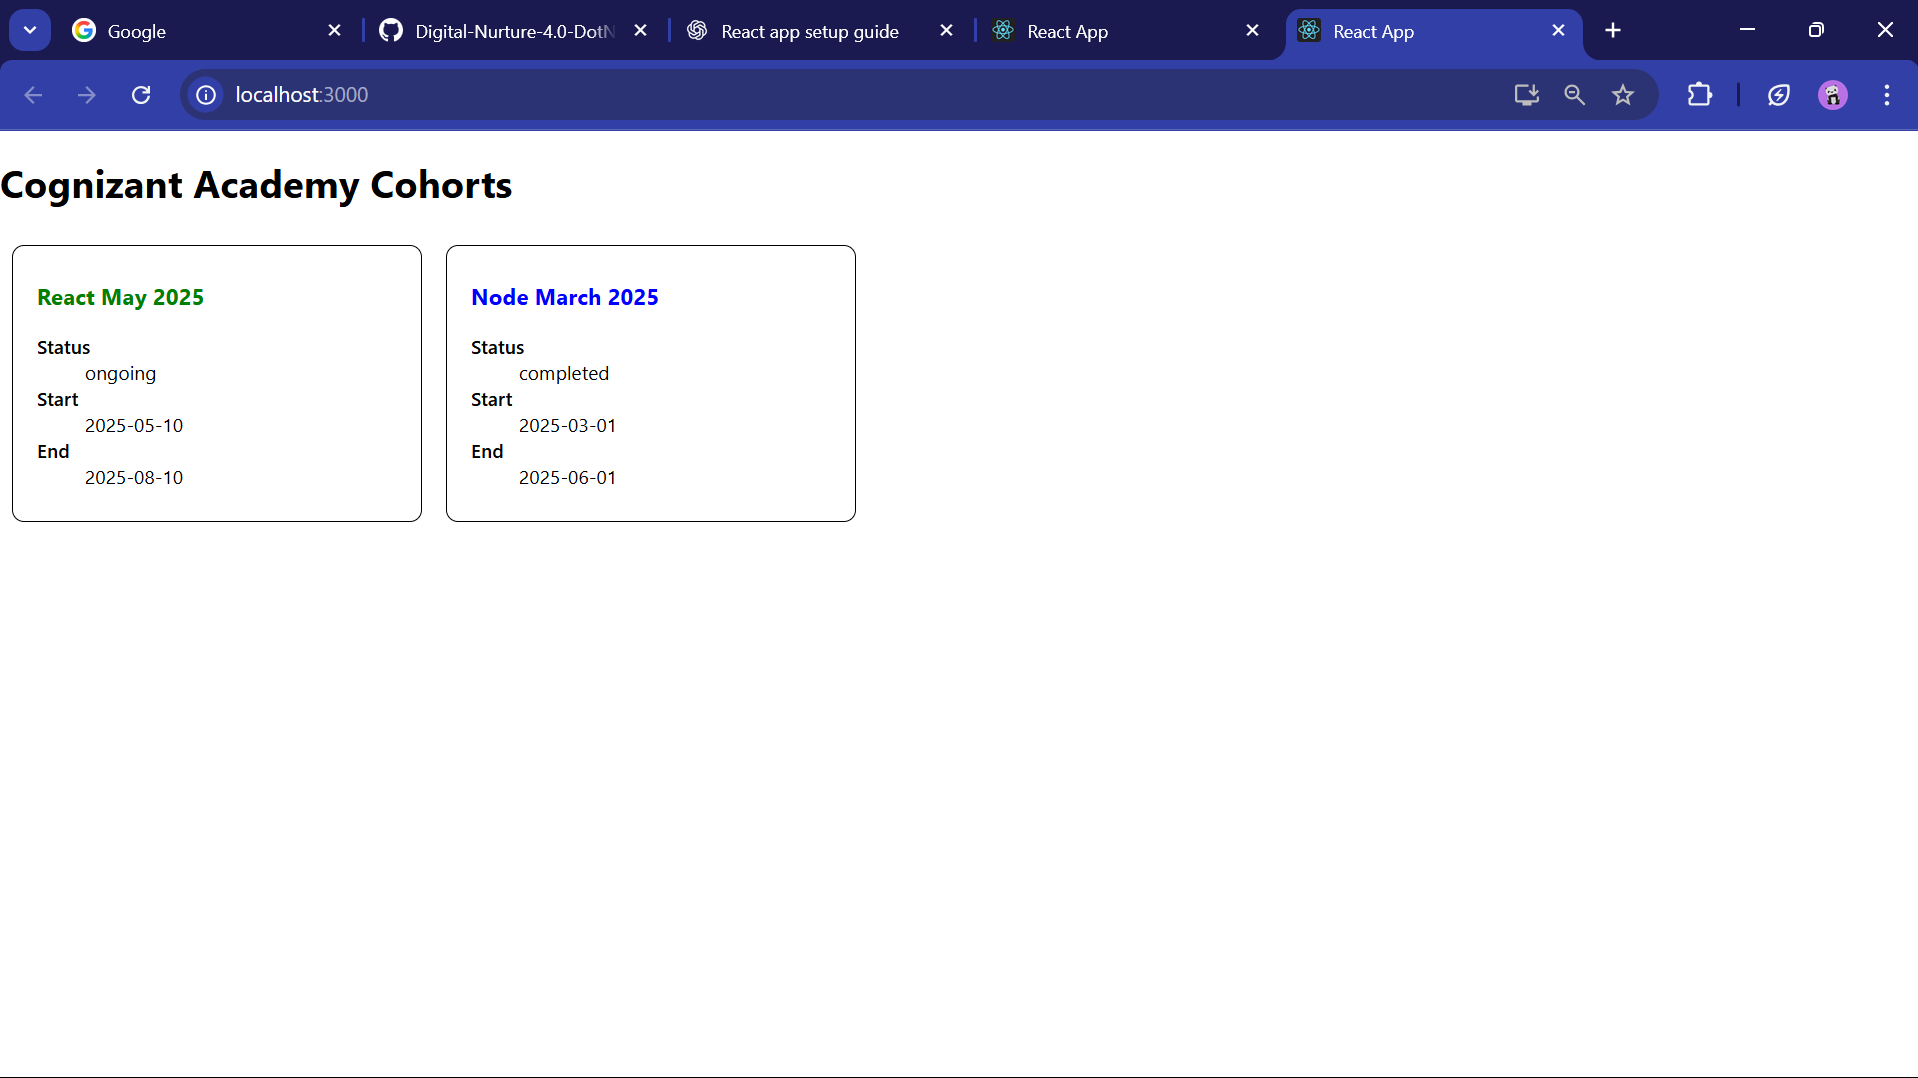 Google
Digital-Nurture-4.0-DotN
React app setup guide
React App
React App
localhost:3000
Cognizant Academy Cohorts
React May 2025
Status
ongoing
Start
2025-05-10
End
2025-08-10
Node March 2025
Status
completed
Start
2025-03-01
End
2025-06-01